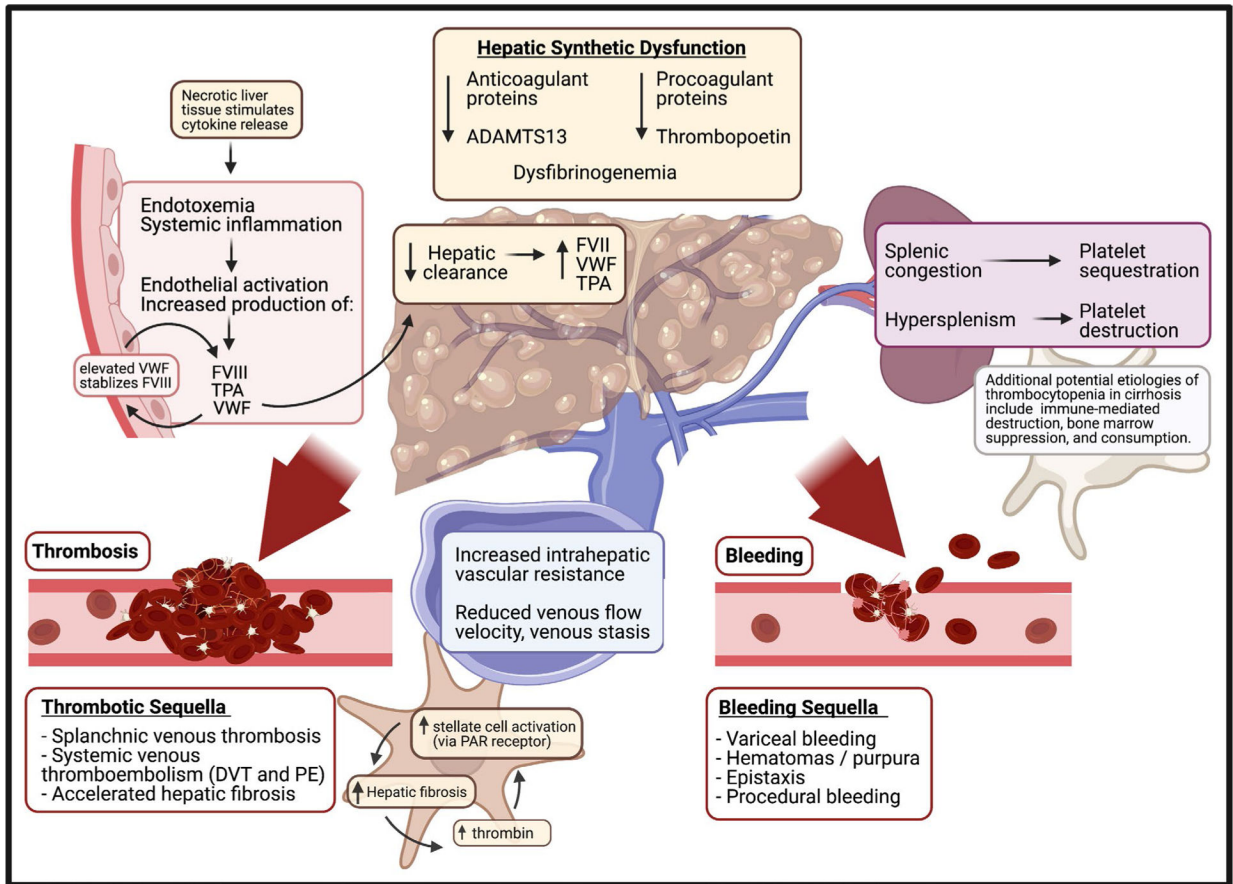 Hepatic Synthetic Dysfunction
Anticoagulant
proteins
ADAMTS13
Procoagulant
proteins
Thrombopoetin
Dysfibrinogenemia
Necrotic liver
tissue stimulates
cytokine release
Endotoxemia
Systemic inflammation
Endothelial activation
Increased production of:
FVIII
TPA
VWF
elevated VWF
stablizes FVIII
Hepatic
clearance
FVII
VWF
TPA
Splenic
congestion
Platelet
sequestration
Hypersplenism
Platelet
destruction
Additional potential etiologies of
thrombocytopenia in cirrhosis
include immune-mediated
destruction, bone marrow
suppression, and consumption.
Thrombosis
Increased intrahepatic
vascular resistance
Reduced venous flow
velocity, venous stasis
Bleeding
Thrombotic Sequella
- Splanchnic venous thrombosis
- Systemic venous
thromboembolism (DVT and PE)
- Accelerated hepatic fibrosis
stellate cell activation
(via PAR receptor)
Hepatic fibrosis
thrombin
Bleeding Sequella
- Variceal bleeding
- Hematomas / purpura
- Epistaxis
- Procedural bleeding